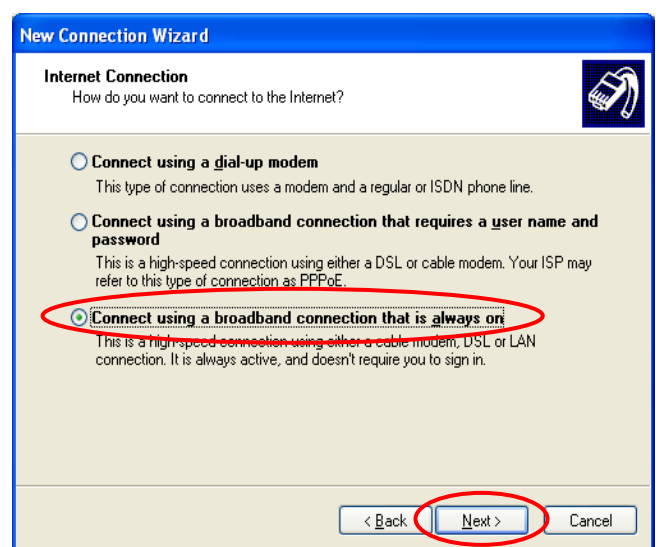 New Connection Wizard
Internet Connection
How do you want to connect to the Internet?
Connect using a dial-up modem
This type of connection uses a modem and a regular or ISDN phone line.
Connect using a broadband connection that requires a user name and
password
This is a high-speed connection using either a DSL or cable modem. Your ISP may
refer to this type of connection as PPPoE.
Connect using a broadband connection that is always on
This is a high-speed connection using either a cable modem, DSL or LAN
connection. It is always active, and doesn't require you to sign in.
< Back
Next >
Cancel